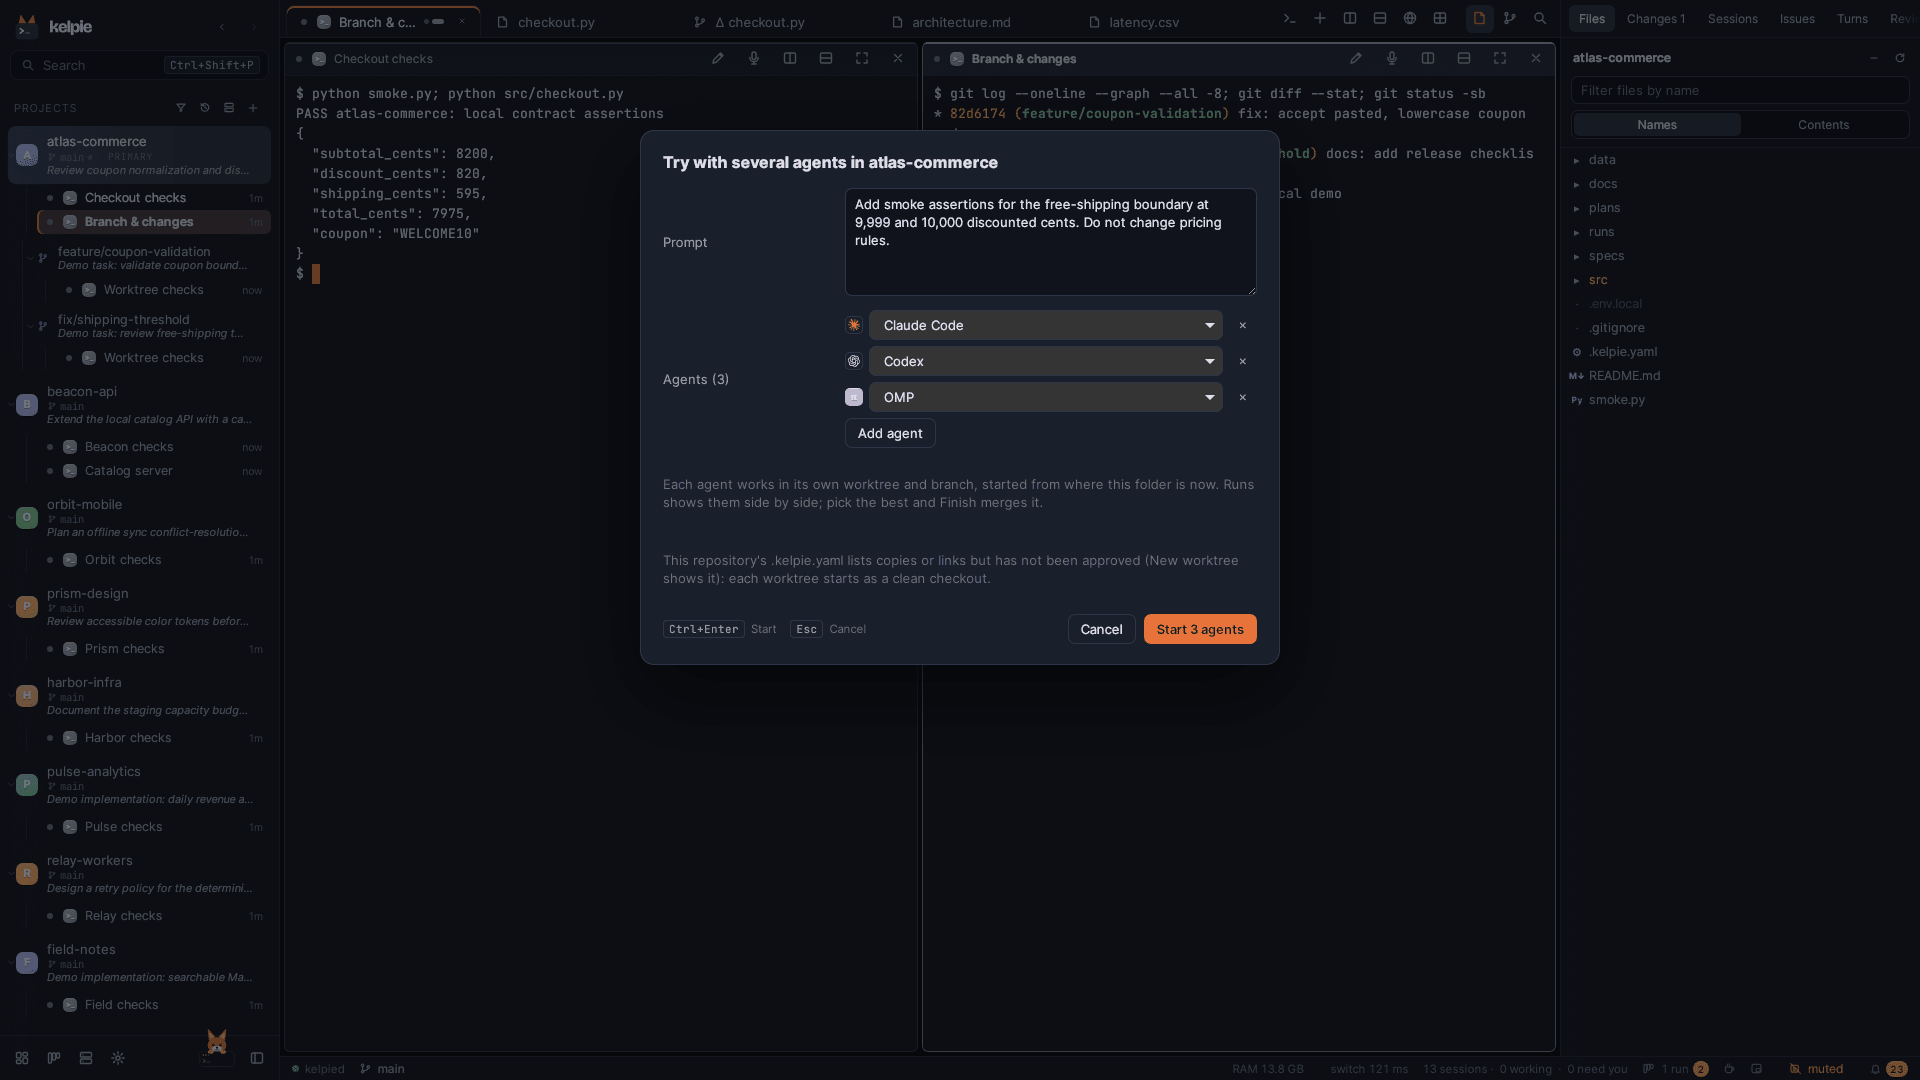 kelpie
Search Ctrl+Shift+P
PROJECTS
A atlas-commerce
main PRIMARY
Review coupon normalization and dis...
Checkout checks 1m
Branch & changes 1m
feature/coupon-validation
Demo task: validate coupon bound...
Worktree checks now
fix/shipping-threshold
Demo task: review free-shipping t...
Worktree checks now
B beacon-api
main
Extend the local catalog API with a ca...
Beacon checks now
Catalog server now
O orbit-mobile
main
Plan an offline sync conflict-resolutio...
Orbit checks 1m
P prism-design
main
Review accessible color tokens befor...
Prism checks 1m
H harbor-infra
main
Document the staging capacity budg...
Harbor checks 1m
P pulse-analytics
main
Demo implementation: daily revenue a...
Pulse checks 1m
R relay-workers
main
Design a retry policy for the determini...
Relay checks 1m
F field-notes
main
Demo implementation: searchable Ma...
Field checks 1m
Branch & c... ×
checkout.py
Δ checkout.py
architecture.md
latency.csv
Checkout checks
$ python smoke.py; python src/checkout.py
PASS atlas-commerce: local contract assertions
{
"subtotal_cents": 8200,
"discount_cents": 820,
"shipping_cents": 595,
"total_cents": 7975,
"coupon": "WELCOME10"
}
$
Branch & changes
$ git log --oneline --graph --all -8; git diff --stat; git status -sb
* 82d6174 (feature/coupon-validation) fix: accept pasted, lowercase coupon
hold) docs: add release checklis
cal demo
Try with several agents in atlas-commerce
Prompt
Add smoke assertions for the free-shipping boundary at
9,999 and 10,000 discounted cents. Do not change pricing
rules.
Agents (3)
Claude Code ×
Codex ×
OMP ×
Add agent
Each agent works in its own worktree and branch, started from where this folder is now. Runs
shows them side by side; pick the best and Finish merges it.
This repository's .kelpie.yaml lists copies or links but has not been approved (New worktree
shows it): each worktree starts as a clean checkout.
Ctrl+Enter Start Esc Cancel
Cancel
Start 3 agents
Files Changes 1 Sessions Issues Turns Revi
atlas-commerce
Filter files by name
Names Contents
data
docs
plans
runs
specs
src
.env.local
.gitignore
.kelpie.yaml
M↓ README.md
Py smoke.py
kelpied main
RAM 13.8 GB switch 121 ms 13 sessions · 0 working · 0 need you 1 run 2 muted 23